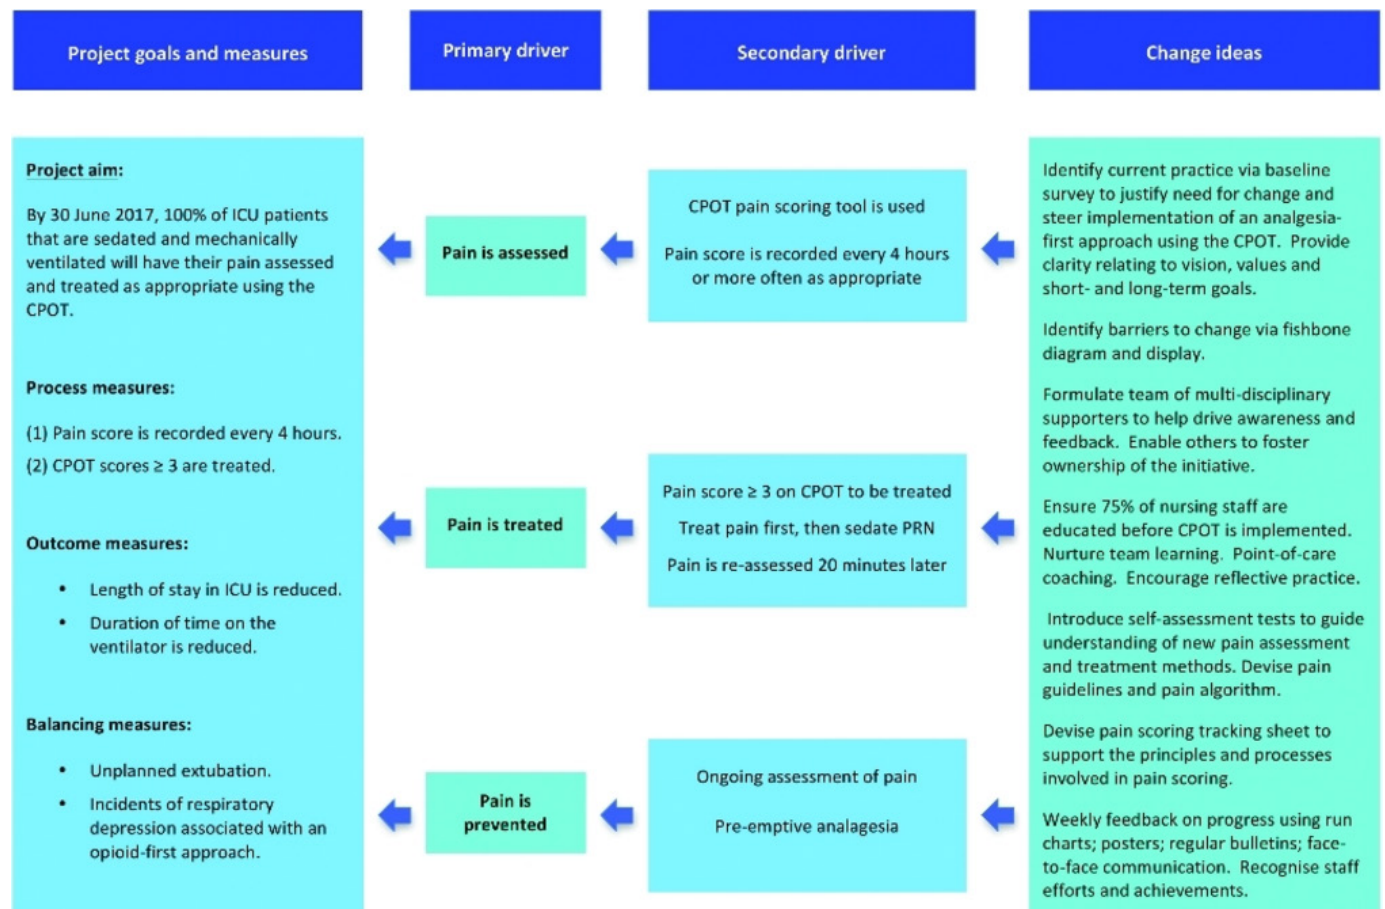 Project goals and measures
Primary driver
Secondary driver
Change ideas
Project aim:
By 30 June 2017, 100% of ICU patients
that are sedated and mechanically
ventilated will have their pain assessed
and treated as appropriate using the
CPOT.
Process measures:
(1) Pain score is recorded every 4 hours.
(2) CPOT scores ≥ 3 are treated.
Outcome measures:
• Length of stay in ICU is reduced.
• Duration of time on the
ventilator is reduced.
Balancing measures:
• Unplanned extubation.
• Incidents of respiratory
depression associated with an
opioid-first approach.
Pain is assessed
Pain is treated
Pain is
prevented
CPOT pain scoring tool is used
Pain score is recorded every 4 hours
or more often as appropriate
Pain score ≥ 3 on CPOT to be treated
Treat pain first, then sedate PRN
Pain is re-assessed 20 minutes later
Ongoing assessment of pain
Pre-emptive analagesia
Identify current practice via baseline
survey to justify need for change and
steer implementation of an analgesia-
first approach using the CPOT. Provide
clarity relating to vision, values and
short- and long-term goals.
Identify barriers to change via fishbone
diagram and display.
Formulate team of multi-disciplinary
supporters to help drive awareness and
feedback. Enable others to foster
ownership of the initiative.
Ensure 75% of nursing staff are
educated before CPOT is implemented.
Nurture team learning. Point-of-care
coaching. Encourage reflective practice.
Introduce self-assessment tests to guide
understanding of new pain assessment
and treatment methods. Devise pain
guidelines and pain algorithm.
Devise pain scoring tracking sheet to
support the principles and processes
involved in pain scoring.
Weekly feedback on progress using run
charts; posters; regular bulletins; face-
to-face communication. Recognise staff
efforts and achievements.